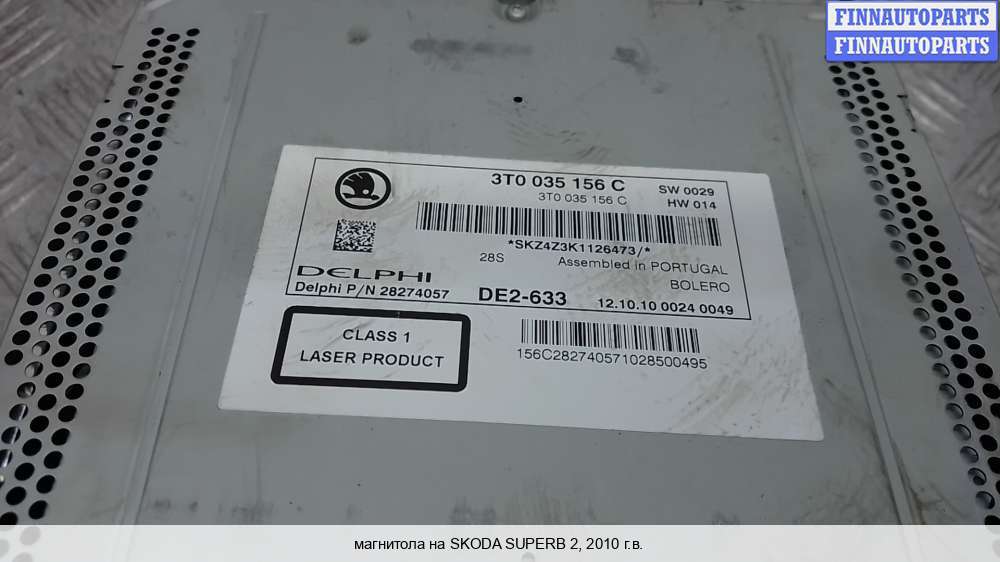 FINNAUTOPARTS
FINNAUTOPARTS
3T0 035 156 C
SW 0029
3T0 035 156 C
HW 014
*SKZ4Z3K1126473/*
28S
Assembled in PORTUGAL
DELPHI
BOLERO
Delphi P/N 28274057
DE2-633
12.10.10 0024 0049
CLASS 1
LASER PRODUCT
156C282740571028500495
магнитола на SKODA SUPERB 2, 2010 г.в.